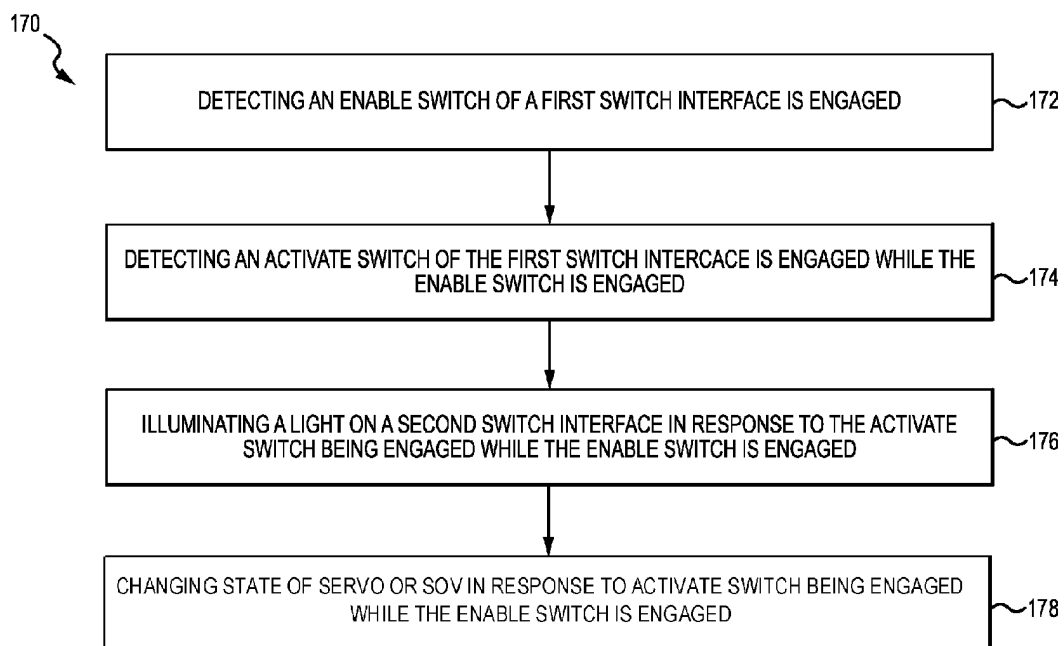 170
DETECTING AN ENABLE SWITCH OF A FIRST SWITCH INTERFACE IS ENGAGED
172
DETECTING AN ACTIVATE SWITCH OF THE FIRST SWITCH INTERCACE IS ENGAGED WHILE THE
ENABLE SWITCH IS ENGAGED
174
ILLUMINATING A LIGHT ON A SECOND SWITCH INTERFACE IN RESPONSE TO THE ACTIVATE
SWITCH BEING ENGAGED WHILE THE ENABLE SWITCH IS ENGAGED
176
CHANGING STATE OF SERVO OR SOV IN RESPONSE TO ACTIVATE SWITCH BEING ENGAGED
WHILE THE ENABLE SWITCH IS ENGAGED
178